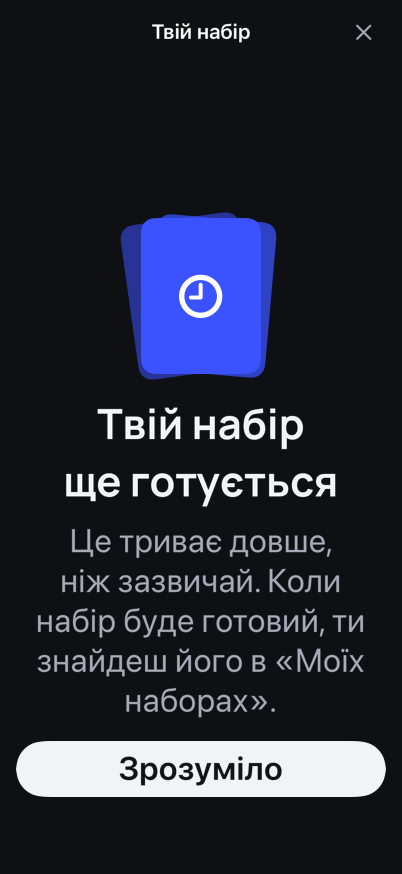 Твій набір
Твій набір
ще готується
Це триває довше,
ніж зазвичай. Коли
набір буде готовий, ти
знайдеш його в «Моїх
наборах».
Зрозуміло